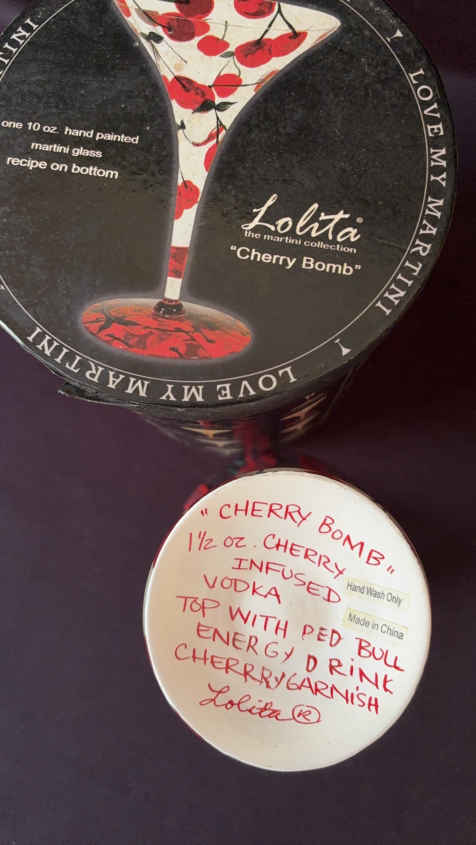 INI!
LOVE MY MARTINI !
LOVE MY MARTINI
one 10 oz. hand painted
martini glass
recipe on bottom
Lolita®
the martini collection
“Cherry Bomb”
"CHERRY BOMB"
1½ oz. CHERRY
INFUSED
VODKA
Hand Wash Only
TOP WITH RED BULL
Made in China
ENERGY DRINK
CHERRRY GARNISH
Lolita ®